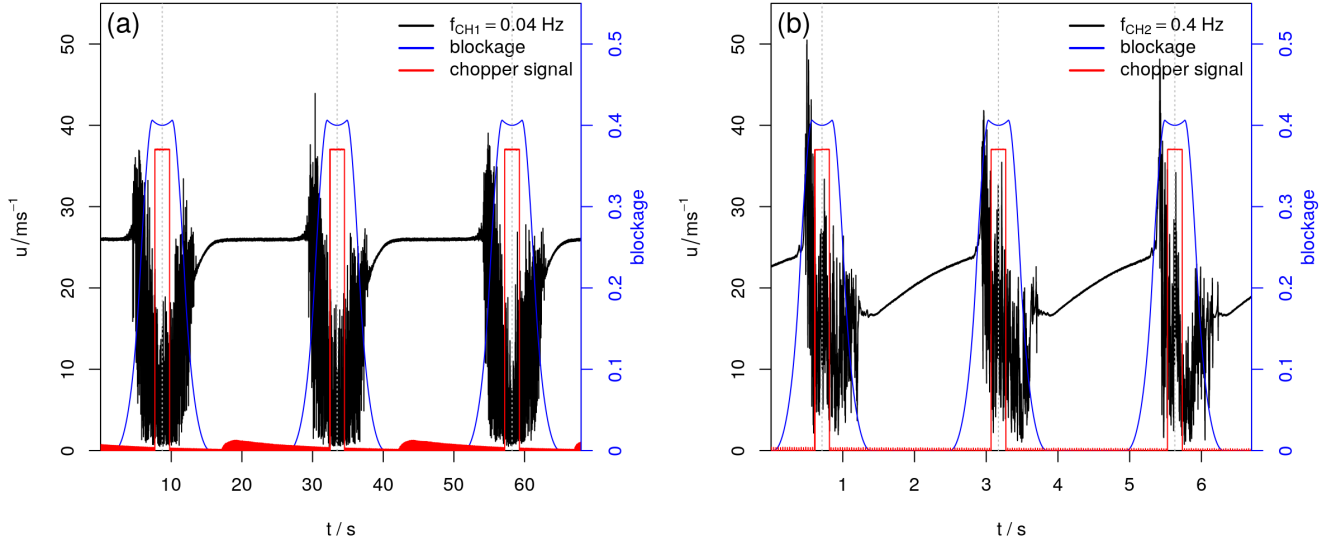 (a)
f_CH1 = 0.04 Hz
blockage
chopper signal
50
40
30
20
10
0
u / ms⁻¹
0.5
0.4
0.3
0.2
0.1
0
blockage
10 20 30 40 50 60
t / s
(b)
f_CH2 = 0.4 Hz
blockage
chopper signal
50
40
30
20
10
0
u / ms⁻¹
0.5
0.4
0.3
0.2
0.1
0
blockage
1 2 3 4 5 6
t / s